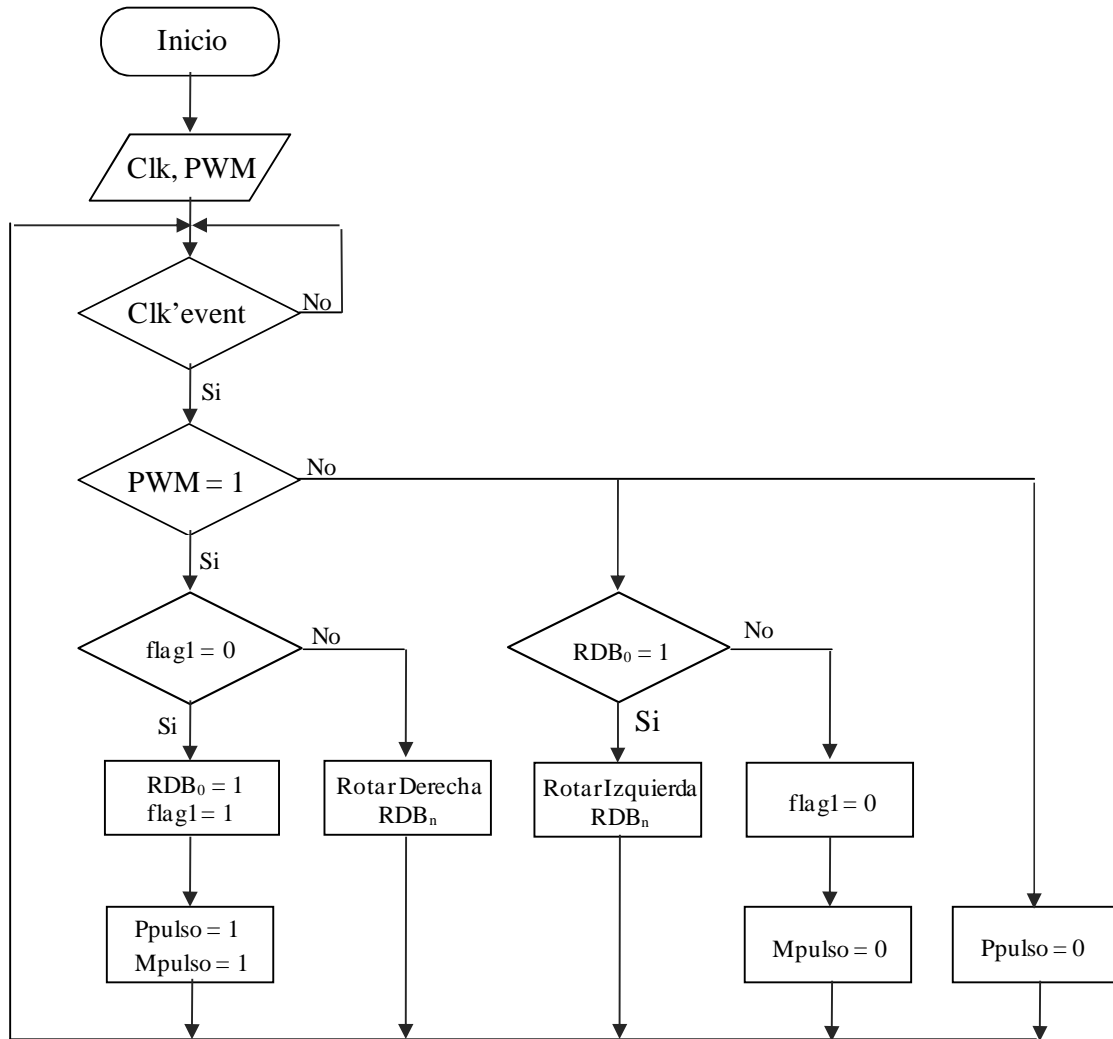 Inicio
Clk, PWM
Clk’event
No
Si
PWM = 1
No
Si
flag1 = 0
No
Si
RDB₀ = 1
No
Si
RDB₀ = 1
flag1 = 1
Rotar Derecha
RDBₙ
Rotar Izquierda
RDBₙ
flag1 = 0
Ppulso = 1
Mpulso = 1
Mpulso = 0
Ppulso = 0